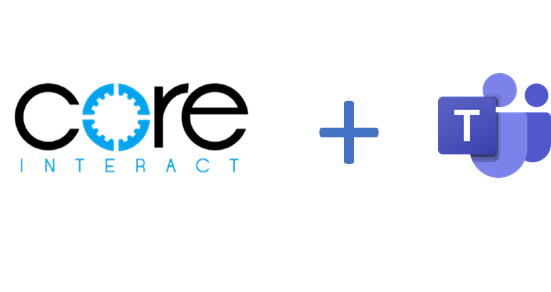 core
INTERACT
+
T